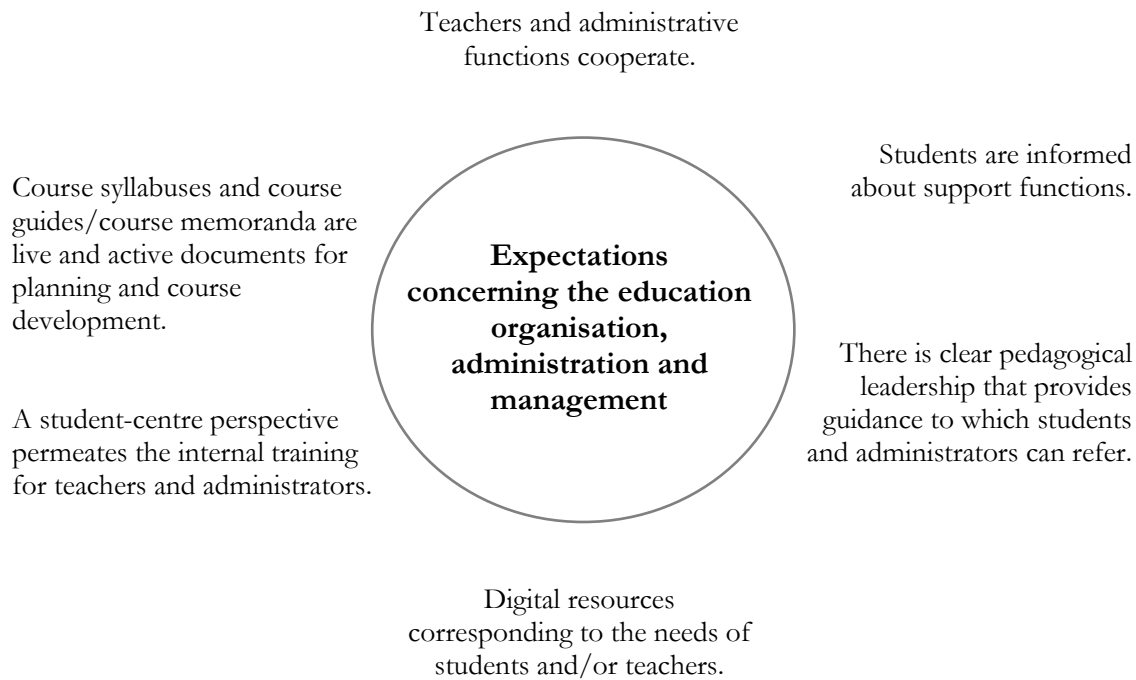 Teachers and administrative
functions cooperate.
Students are informed
about support functions.
Course syllabuses and course
guides/course memoranda are
live and active documents for
planning and course
development.
Expectations
concerning the education
organisation,
administration and
management
There is clear pedagogical
leadership that provides
guidance to which students
and administrators can refer.
A student-centre perspective
permeates the internal training
for teachers and administrators.
Digital resources
corresponding to the needs of
students and/or teachers.